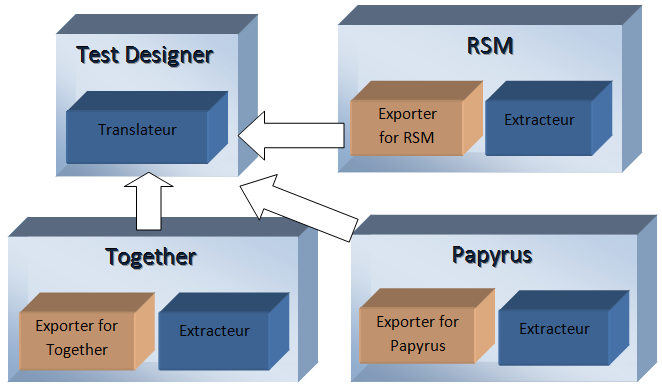 Test Designer
Translateur
RSM
Exporter
for RSM
Extracteur
Together
Exporter for
Together
Extracteur
Papyrus
Exporter for
Papyrus
Extracteur